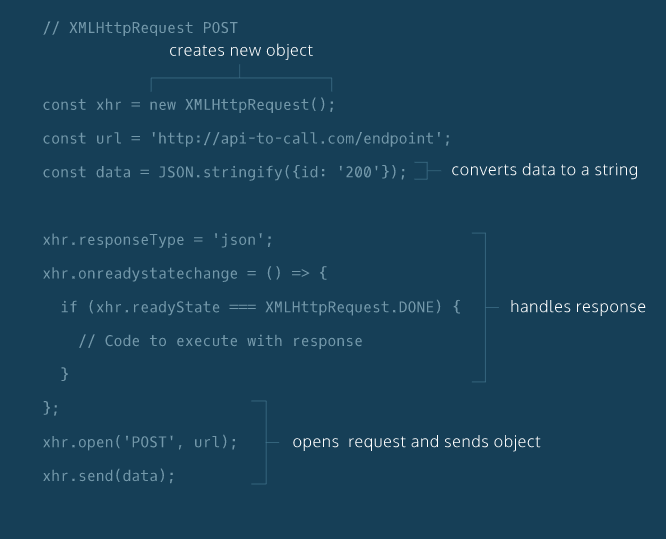 // XMLHttpRequest POST
creates new object
const xhr = new XMLHttpRequest();
const url = 'http://api-to-call.com/endpoint';
const data = JSON.stringify({id: '200'});
converts data to a string
xhr.responseType = 'json';
xhr.onreadystatechange = () => {
if (xhr.readyState === XMLHttpRequest.DONE) {
handles response
// Code to execute with response
}
};
xhr.open('POST', url);
opens  request and sends object
xhr.send(data);